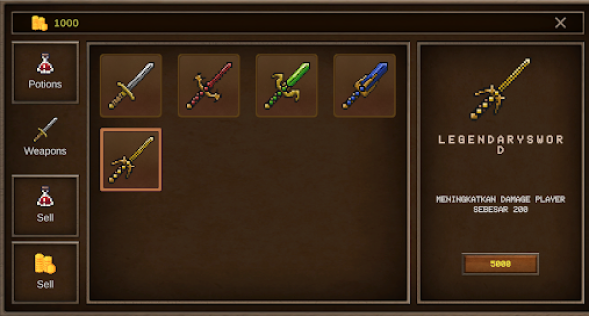 1000
Potions
Weapons
Sell
Sell
LEGENDARYSWOR
D
MENINGKATKAN DAMAGE PLAYER
SEBESAR 200
5000